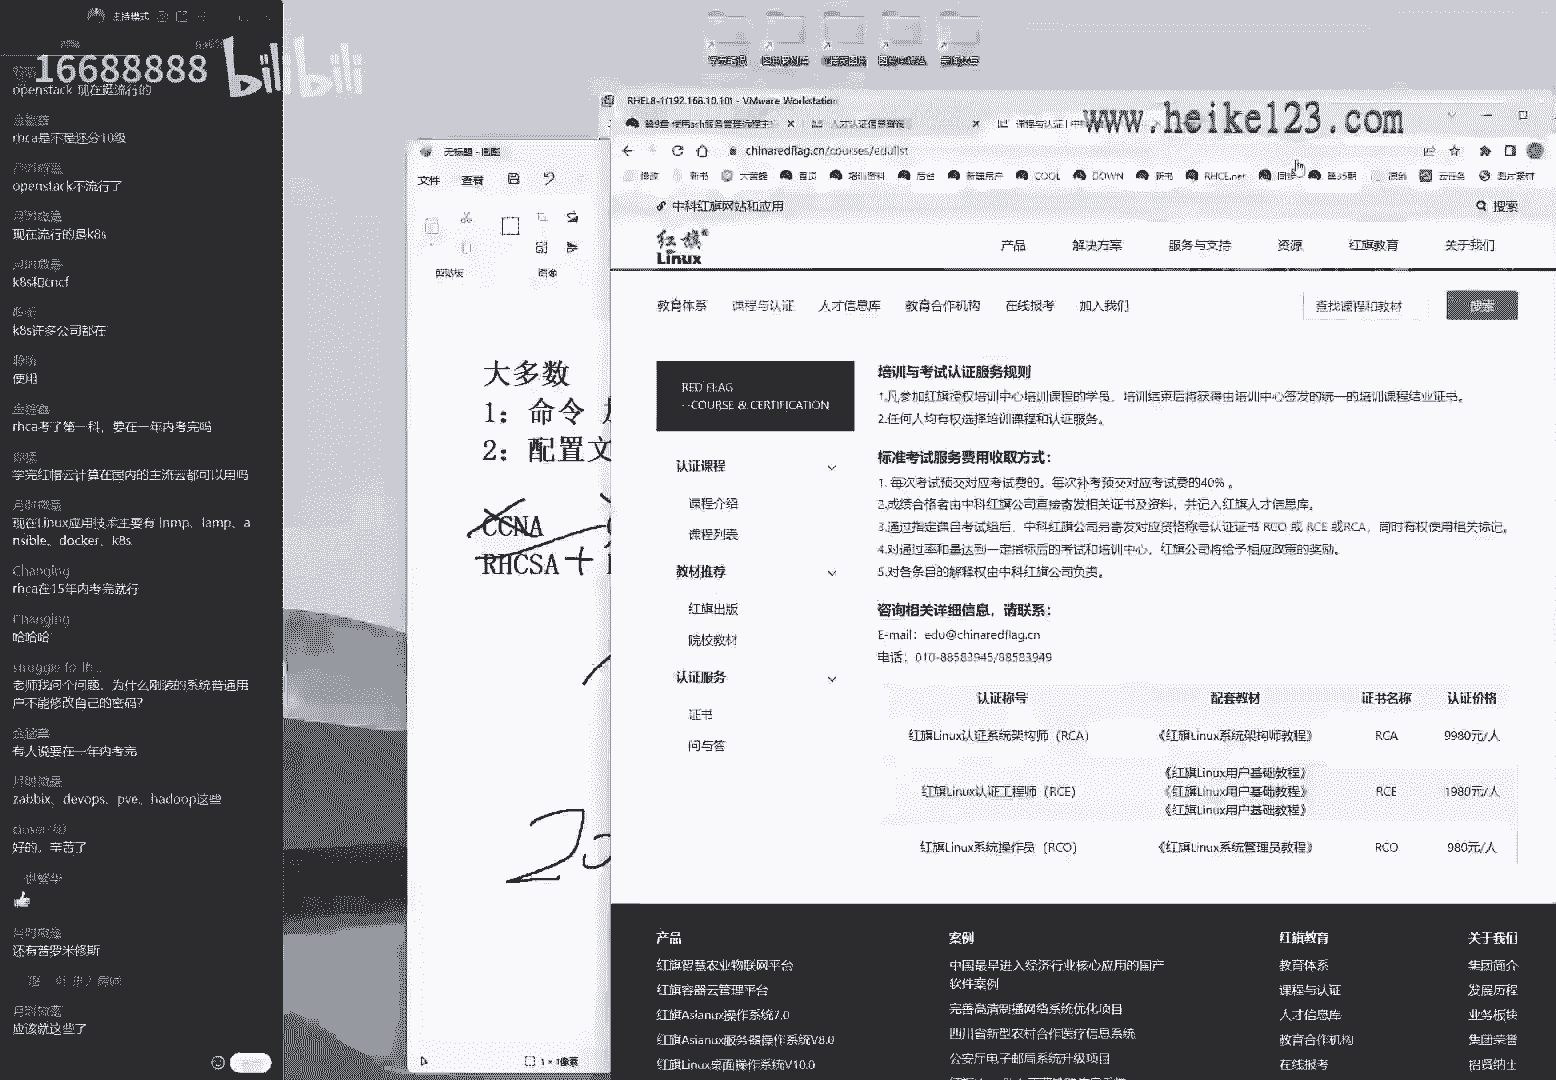 主持模式
16688888
bilibili
openstack 现在挺流行的
rhca是不是还分10级
openstack不流行了
现在流行的是k8s
k8s和cncf
k8s许多公司都在
使用
rhca考了第一科，要在一年内考完吗
学完红帽云计算在国内的主流云都可以用吗
现在Linux应用技术主要有 lnmp、lamp、a
nsible、docker、k8s
Changing
rhca在15年内考完就行
Changing
哈哈哈
老师我问个问题，为什么刚装的系统普通用
户不能修改自己的密码?
有人说要在一年内考完
zabbix、devops、pve、hadoop这些
好的，辛苦了
还有普罗米修斯
应该就这些了
无标题 - 画图
文件 查看
剪贴板 图像
大多数
1：命令
2：配置文
CCNA
RHCSA +
1 × 1像素
RHEL8-1(192.168.10.10) - VMware Workstation
www.heike123.com
chinaredflag.cn/courses/edulist
COOL DOWN RHCE.net
中科红旗网站和应用 搜索
红旗®
Linux
产品 解决方案 服务与支持 资源 红旗教育 关于我们
教育体系 课程与认证 人才信息库 教育合作机构 在线报考 加入我们 查找课程和教材 搜索
RED FLAG
--COURSE & CERTIFICATION
认证课程
课程介绍
课程列表
教材推荐
红旗出版
院校教材
认证服务
证书
问与答
培训与考试认证服务规则
1.凡参加红旗授权培训中心培训课程的学员，培训结束后将获得由培训中心签发的统一的培训课程结业证书。
2.任何人均有权选择培训课程和认证服务。
标准考试服务费用收取方式：
1. 每次考试预交对应考试费的。每次补考预交对应考试费的40% 。
2.成绩合格者由中科红旗公司直接寄发相关证书及资料，并记入红旗人才信息库。
3.通过指定科目考试组后，中科红旗公司另寄发对应资格称号认证证书 RCO 或 RCE 或RCA，同时有权使用相关标记。
4.对通过率和量达到一定指标后的考试和培训中心，红旗公司将给予相应政策的奖励。
5.对各条目的解释权由中科红旗公司负责。
咨询相关详细信息，请联系：
E-mail：edu@chinaredflag.cn
电话：010-88583945/88583949
认证称号 配套教材 证书名称 认证价格
红旗Linux认证系统架构师（RCA） 《红旗Linux系统架构师教程》 RCA 9980元/人
《红旗Linux用户基础教程》
红旗Linux认证工程师（RCE） 《红旗Linux用户基础教程》 RCE 1980元/人
《红旗Linux用户基础教程》
红旗Linux系统操作员（RCO） 《红旗Linux系统管理员教程》 RCO 980元/人
产品 案例 红旗教育 关于我们
红旗智慧农业物联网平台 中国最早进入经济行业核心应用的国产 教育体系 集团简介
软件案例
红旗容器云管理平台 课程与认证 发展历程
完善高清制播网络系统优化项目
红旗Asianux操作系统7.0 人才信息库 业务板块
四川省新型农村合作医疗信息系统
红旗Asianux服务器操作系统V8.0 教育合作机构 集团荣誉
公安厅电子邮局系统升级项目
红旗Linux桌面操作系统V10.0 在线报考 招贤纳士